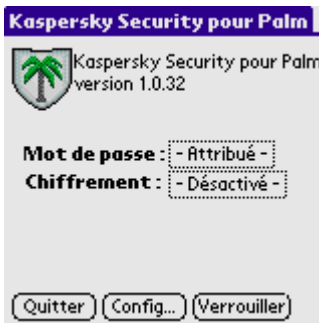 Kaspersky Security pour Palm
Kaspersky Security pour Palm
version 1.0.32
Mot de passe : - Attribué -
Chiffrement : - Désactivé -
Quitter Config... Verrouiller